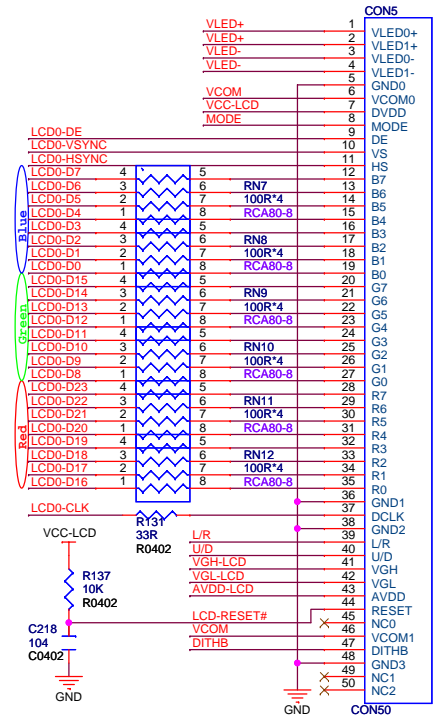 CON5
VLED+ 1 VLED0+
VLED+ 2 VLED1+
VLED- 3 VLED0-
VLED- 4 VLED1-
5 GND0
VCOM 6 VCOM0
VCC-LCD 7 DVDD
MODE 8 MODE
LCD0-DE 9 DE
LCD0-VSYNC 10 VS
LCD0-HSYNC 11 HS
LCD0-D7 4 5 12 B7
LCD0-D6 3 6 RN7 13 B6
LCD0-D5 2 7 100R*4 14 B5
LCD0-D4 1 8 RCA80-8 15 B4
LCD0-D3 4 5 16 B3
LCD0-D2 3 6 RN8 17 B2
LCD0-D1 2 7 100R*4 18 B1
LCD0-D0 1 8 RCA80-8 19 B0
Blue
LCD0-D15 4 5 20 G7
LCD0-D14 3 6 RN9 21 G6
LCD0-D13 2 7 100R*4 22 G5
LCD0-D12 1 8 RCA80-8 23 G4
LCD0-D11 4 5 24 G3
LCD0-D10 3 6 RN10 25 G2
LCD0-D9 2 7 100R*4 26 G1
LCD0-D8 1 8 RCA80-8 27 G0
Green
LCD0-D23 4 5 28 R7
LCD0-D22 3 6 RN11 29 R6
LCD0-D21 2 7 100R*4 30 R5
LCD0-D20 1 8 RCA80-8 31 R4
LCD0-D19 4 5 32 R3
LCD0-D18 3 6 RN12 33 R2
LCD0-D17 2 7 100R*4 34 R1
LCD0-D16 1 8 RCA80-8 35 R0
Red
36 GND1
LCD0-CLK 37 DCLK
R131
33R
R0402
38 GND2
L/R 39 L/R
U/D 40 U/D
VGH-LCD 41 VGH
VGL-LCD 42 VGL
AVDD-LCD 43 AVDD
LCD-RESET# 44 RESET
45 NC0
VCOM 46 VCOM1
DITHB 47 DITHB
48 GND3
49 NC1
50 NC2
VCC-LCD
R137
10K
R0402
C218
104
C0402
GND
GND
CON50